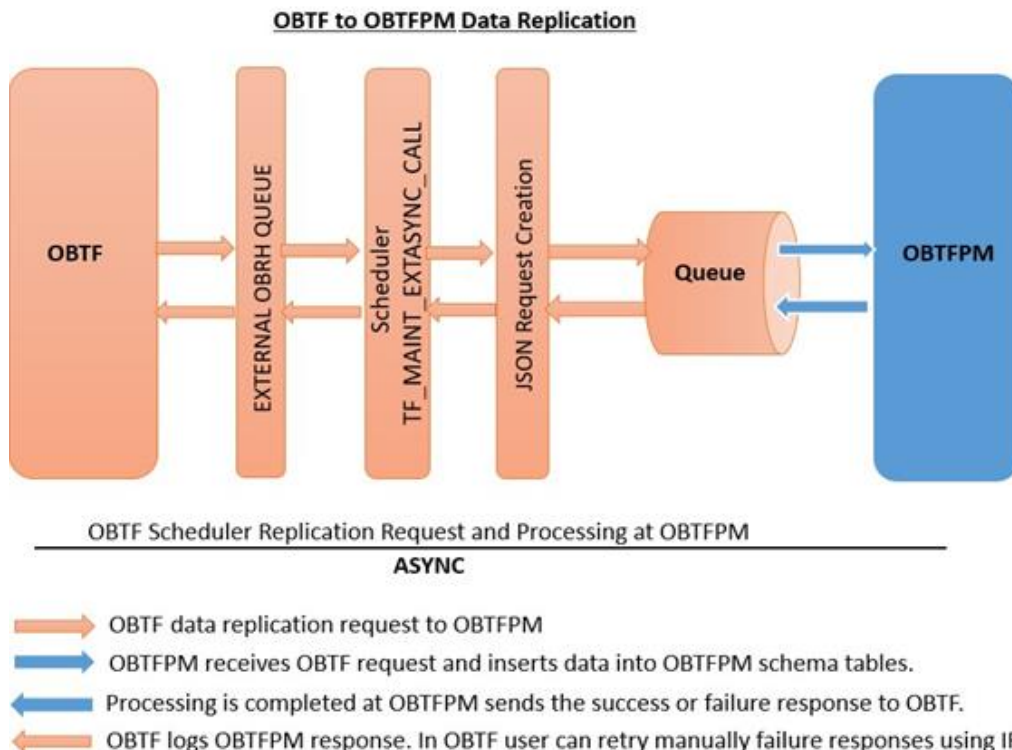 OBTF to OBTFPM Data Replication
OBTF
EXTERNAL OBRH QUEUE
Scheduler
TF_MAINT_EXTASYNC_CALL
JSON Request Creation
Queue
OBTFPM
OBTF Scheduler Replication Request and Processing at OBTFPM
ASYNC
OBTF data replication request to OBTFPM
OBTFPM receives OBTF request and inserts data into OBTFPM schema tables.
Processing is completed at OBTFPM sends the success or failure response to OBTF.
OBTF logs OBTFPM response. In OBTF user can retry manually failure responses using